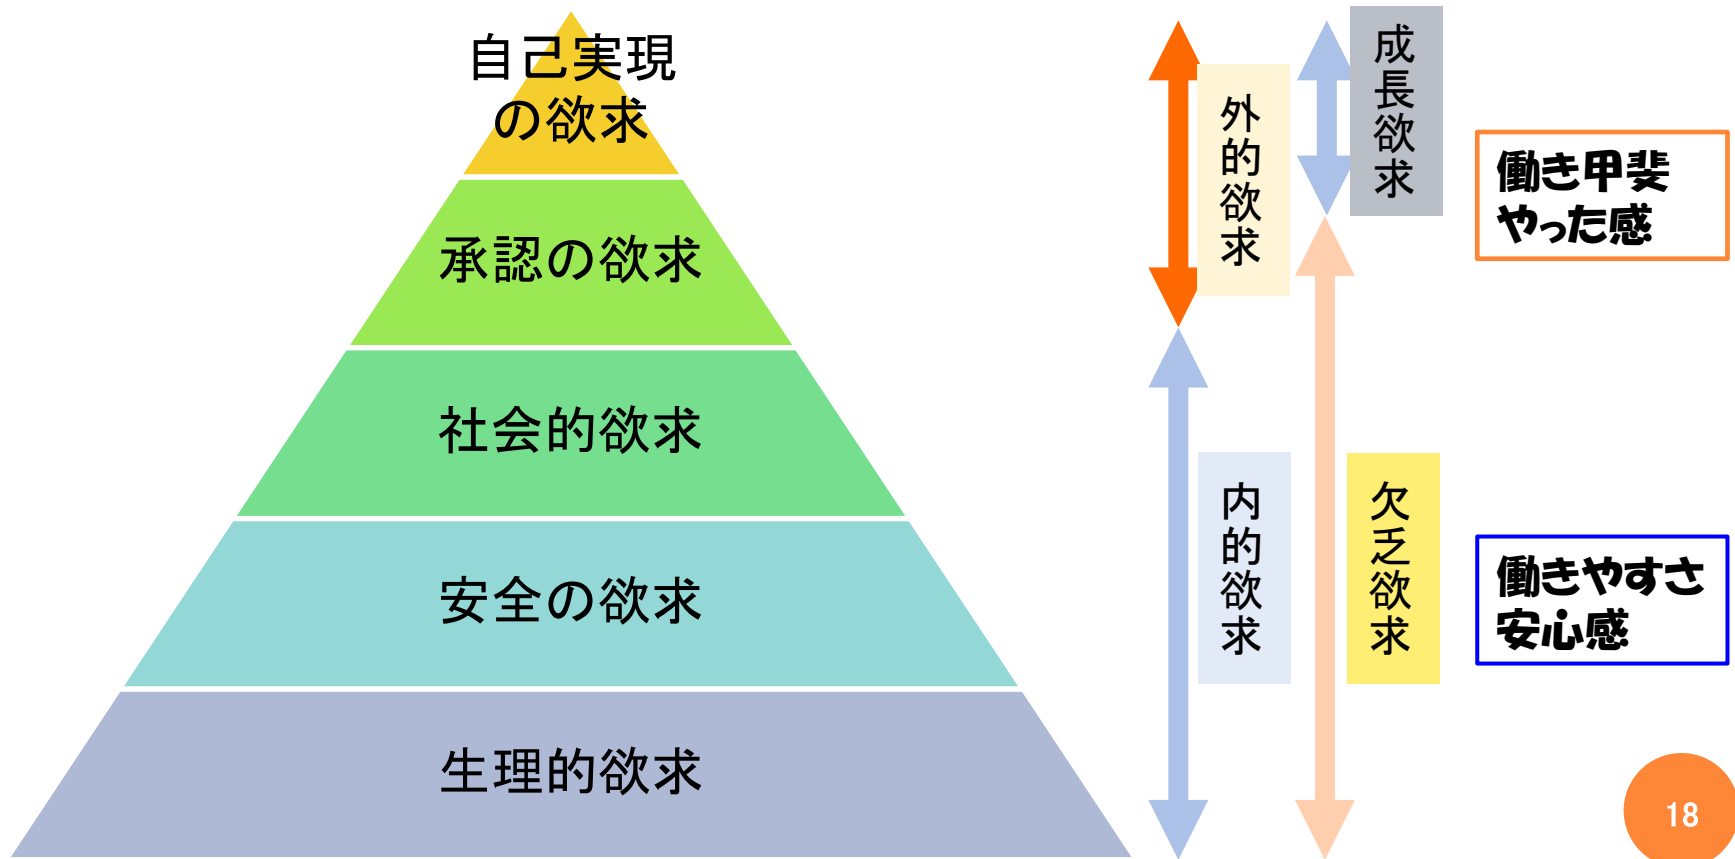 自己実現
の欲求
承認の欲求
社会的欲求
安全の欲求
生理的欲求
外的欲求
内的欲求
成長欲求
欠乏欲求
働き甲斐
やった感
働きやすさ
安心感
18